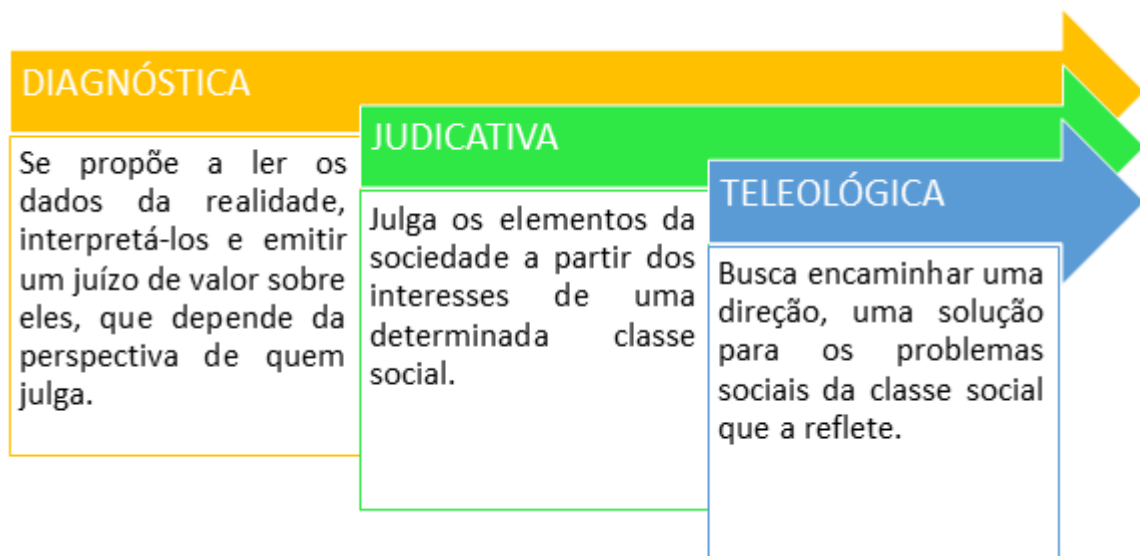 DIAGNÓSTICA
Se propõe a ler os
dados da realidade,
interpretá-los e emitir
um juízo de valor sobre
eles, que depende da
perspectiva de quem
julga.
JUDICATIVA
Julga os elementos da
sociedade a partir dos
interesses de uma
determinada classe
social.
TELEOLÓGICA
Busca encaminhar uma
direção, uma solução
para os problemas
sociais da classe social
que a reflete.